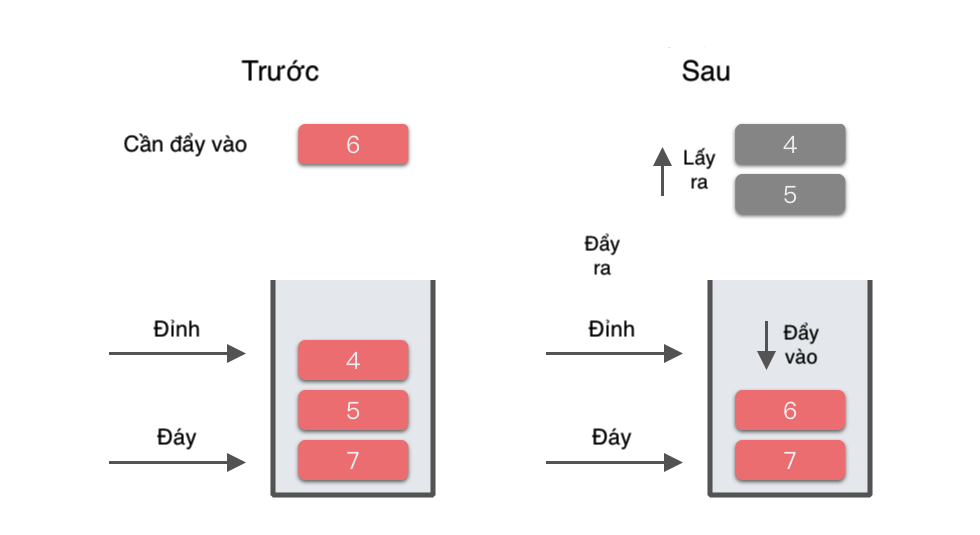 Trước
Cần đẩy vào
6
Đỉnh
4
5
Đáy
7
Sau
4
Lấy
ra
5
Đẩy
ra
Đỉnh
Đẩy
vào
6
Đáy
7